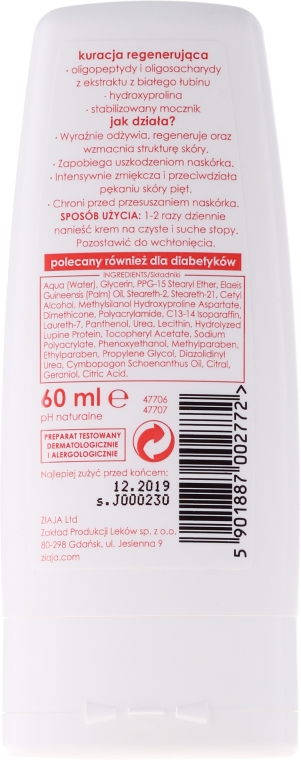 kuracja regenerująca
• oligopeptydy i oligosacharydy
z ekstraktu z białego łubinu
• hydroxyprolina
• stabilizowany mocznik
jak działa?
• Wyraźnie odżywia, regeneruje oraz
wzmacnia strukturę skóry.
• Zapobiega uszkodzeniom naskórka.
• Intensywnie zmiękcza i przeciwdziała
pękaniu skóry pięt.
• Chroni przed przesuszaniem naskórka.
SPOSÓB UŻYCIA: 1-2 razy dziennie
nanieść krem na czyste i suche stopy.
Pozostawić do wchłonięcia.
polecany również dla diabetyków
INGREDIENTS/Składniki
Aqua (Water), Glycerin, PPG-15 Stearyl Ether, Elaeis
Guineensis (Palm) Oil, Steareth-2, Steareth-21, Cetyl
Alcohol, Methylsilanol Hydroxyproline Aspartate,
Dimethicone, Polyacrylamide, C13-14 Isoparaffin,
Laureth-7, Panthenol, Urea, Lecithin, Hydrolyzed
Lupine Protein, Tocopheryl Acetate, Sodium
Polyacrylate, Phenoxyethanol, Methylparaben,
Ethylparaben, Propylene Glycol, Diazolidinyl
Urea, Cymbopogon Schoenanthus Oil, Citral,
Geraniol, Citric Acid.
60 ml ℮
47706
47707
pH naturalne
PREPARAT TESTOWANY
DERMATOLOGICZNIE
I ALERGOLOGICZNIE
Najlepiej zużyć przed końcem:
12.2019
s.J000230
ZIAJA Ltd
Zakład Produkcji Leków sp. z o.o.
80-298 Gdańsk, ul. Jesienna 9
ziaja.com
5 901887 002772 >